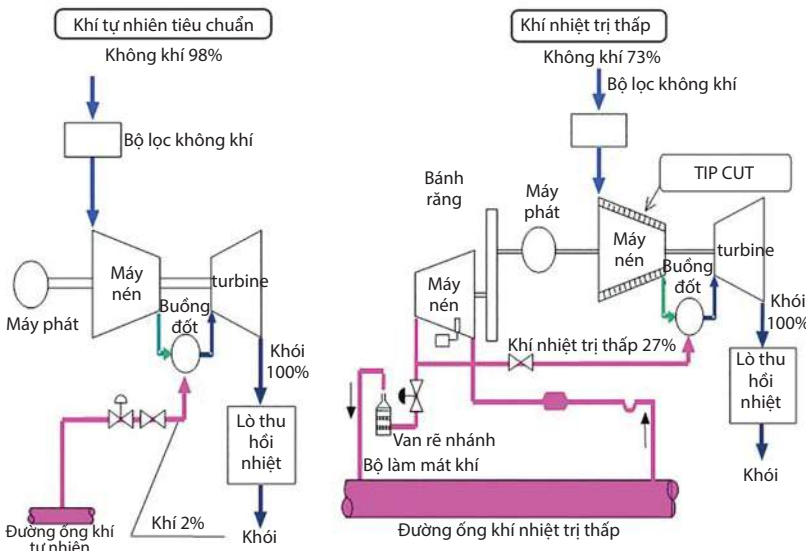 Khí tự nhiên tiêu chuẩn
Không khí 98%
Bộ lọc không khí
Máy
nén
turbine
Buồng
đốt
Máy phát
Khói
100%
Lò thu
hồi
nhiệt
Đường ống khí
tự nhiên
Khí 2%
Khói
Khí nhiệt trị thấp
Không khí 73%
Bộ lọc không khí
TIP CUT
Bánh
răng
Máy
phát
Máy
nén
turbine
Máy
nén
Buồng
đốt
Khói
100%
Khí nhiệt trị thấp 27%
Lò thu
hồi
nhiệt
Van rẽ nhánh
Bộ làm mát khí
Khói
Đường ống khí nhiệt trị thấp